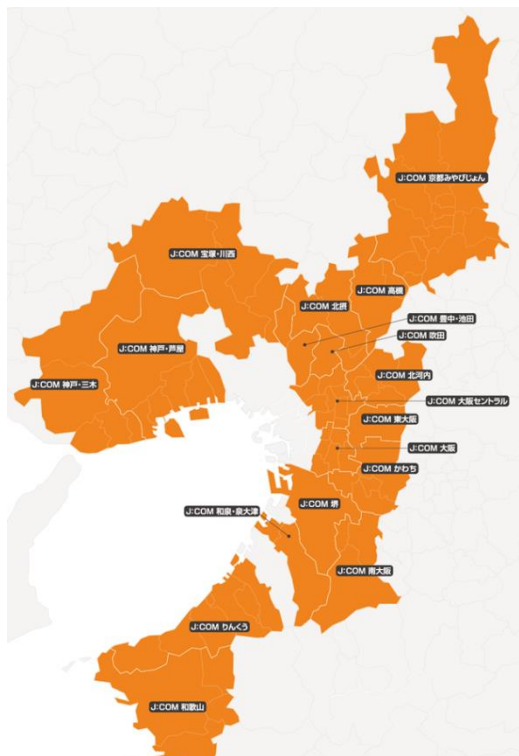 J:COM 京都みやびじょん
J:COM 宝塚・川西
J:COM 高槻
J:COM 北摂
J:COM 豊中・池田
J:COM 吹田
J:COM 神戸・芦屋
J:COM 北河内
J:COM 神戸・三木
J:COM 大阪セントラル
J:COM 東大阪
J:COM 大阪
J:COM かわち
J:COM 堺
J:COM 和泉・泉大津
J:COM 南大阪
J:COM りんくう
J:COM 和歌山